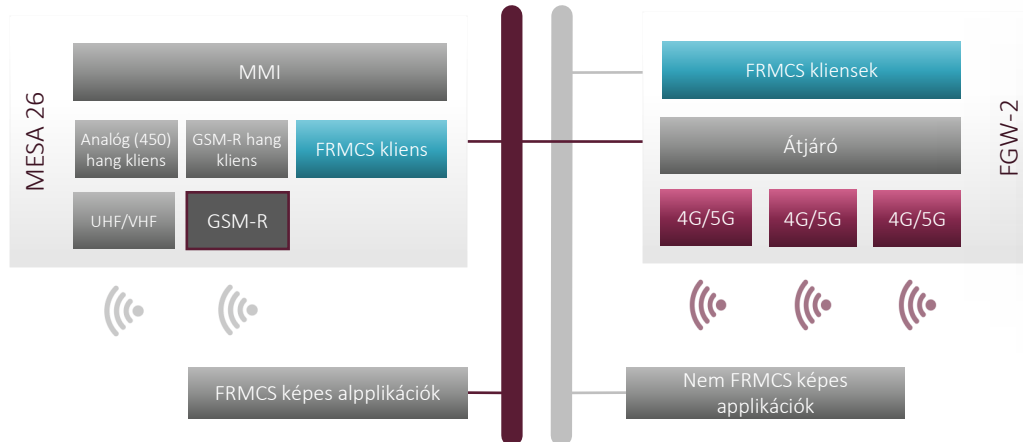 MESA 26
MMI
Analóg (450)
hang kliens
GSM-R hang
kliens
FRMCS kliens
UHF/VHF
GSM-R
FRMCS kliensek
Átjáró
4G/5G
4G/5G
4G/5G
FGW-2
FRMCS képes alpplikációk
Nem FRMCS képes
applikációk